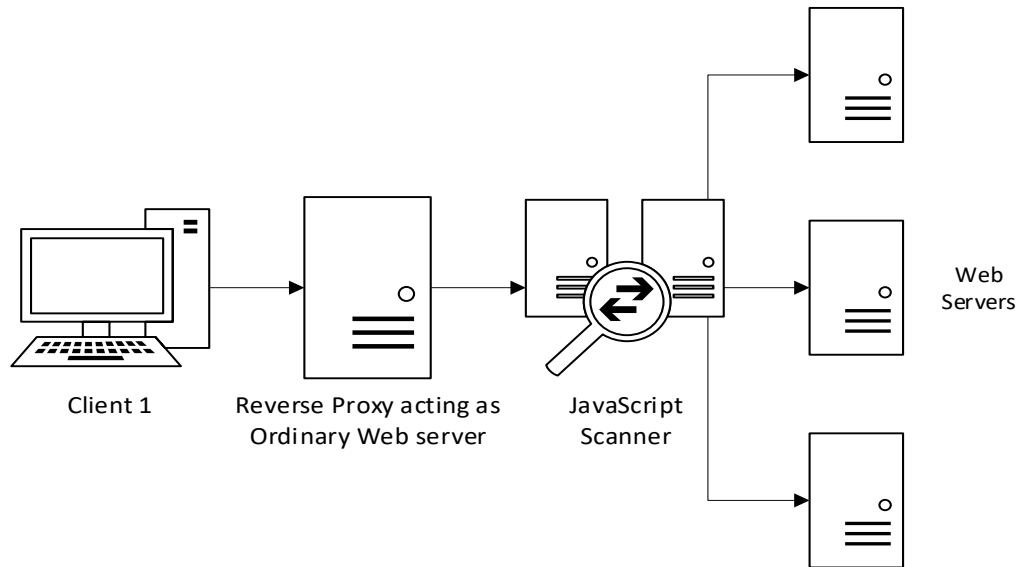 Client 1
Reverse Proxy acting as
Ordinary Web server
JavaScript
Scanner
Web
Servers